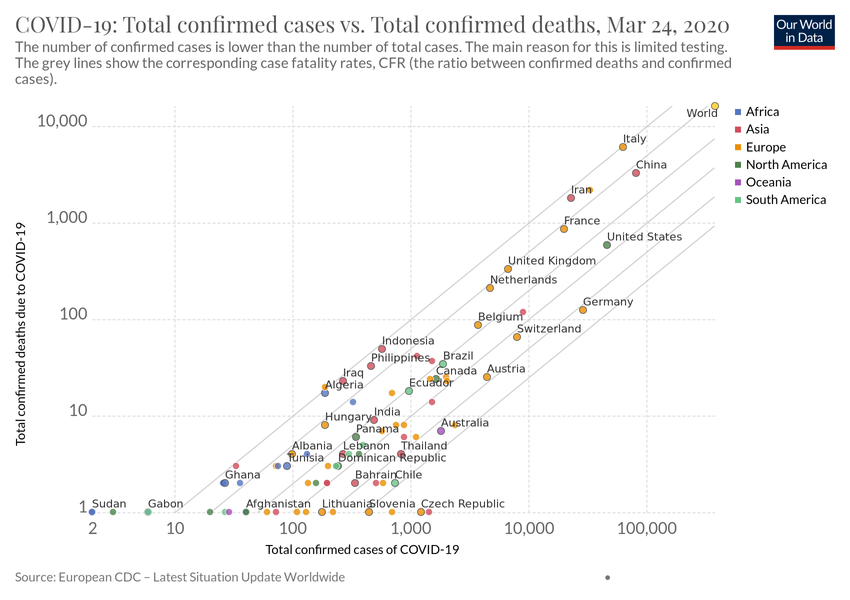 COVID-19: Total confirmed cases vs. Total confirmed deaths, Mar 24, 2020
Our World
in Data
The number of confirmed cases is lower than the number of total cases. The main reason for this is limited testing.
The grey lines show the corresponding case fatality rates, CFR (the ratio between confirmed deaths and confirmed
cases).
World
Africa
Asia
Europe
North America
Oceania
South America
10,000
Italy
China
Iran
1,000
France
United States
United Kingdom
Netherlands
Germany
100
Belgium
Switzerland
Indonesia
Philippines
Brazil
Iraq
Canada
Austria
Algeria
Ecuador
10
Hungary
India
Australia
Panama
Albania
Lebanon
Thailand
Tunisia
Dominican Republic
Ghana
Bahrain
Chile
1
Sudan
Gabon
Afghanistan
Lithuania
Slovenia
Czech Republic
2
10
100
1,000
10,000
100,000
Total confirmed cases of COVID-19
Total confirmed deaths due to COVID-19
Source: European CDC – Latest Situation Update Worldwide